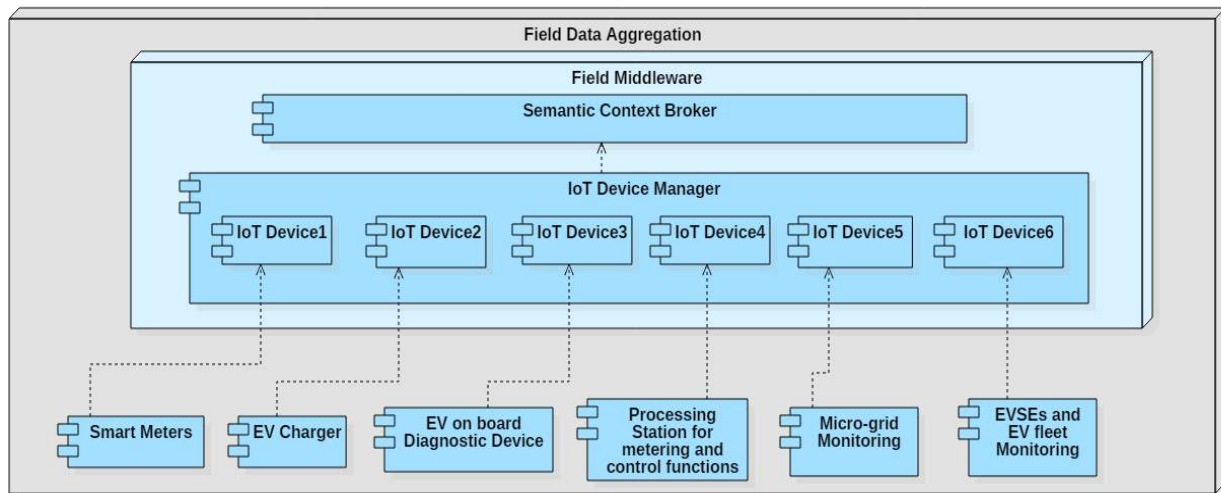 Field Data Aggregation
Field Middleware
Semantic Context Broker
IoT Device Manager
IoT Device1
IoT Device2
IoT Device3
IoT Device4
IoT Device5
IoT Device6
Smart Meters
EV Charger
EV on board
Diagnostic Device
Processing
Station for
metering and
control functions
Micro-grid
Monitoring
EVSEs and
EV fleet
Monitoring